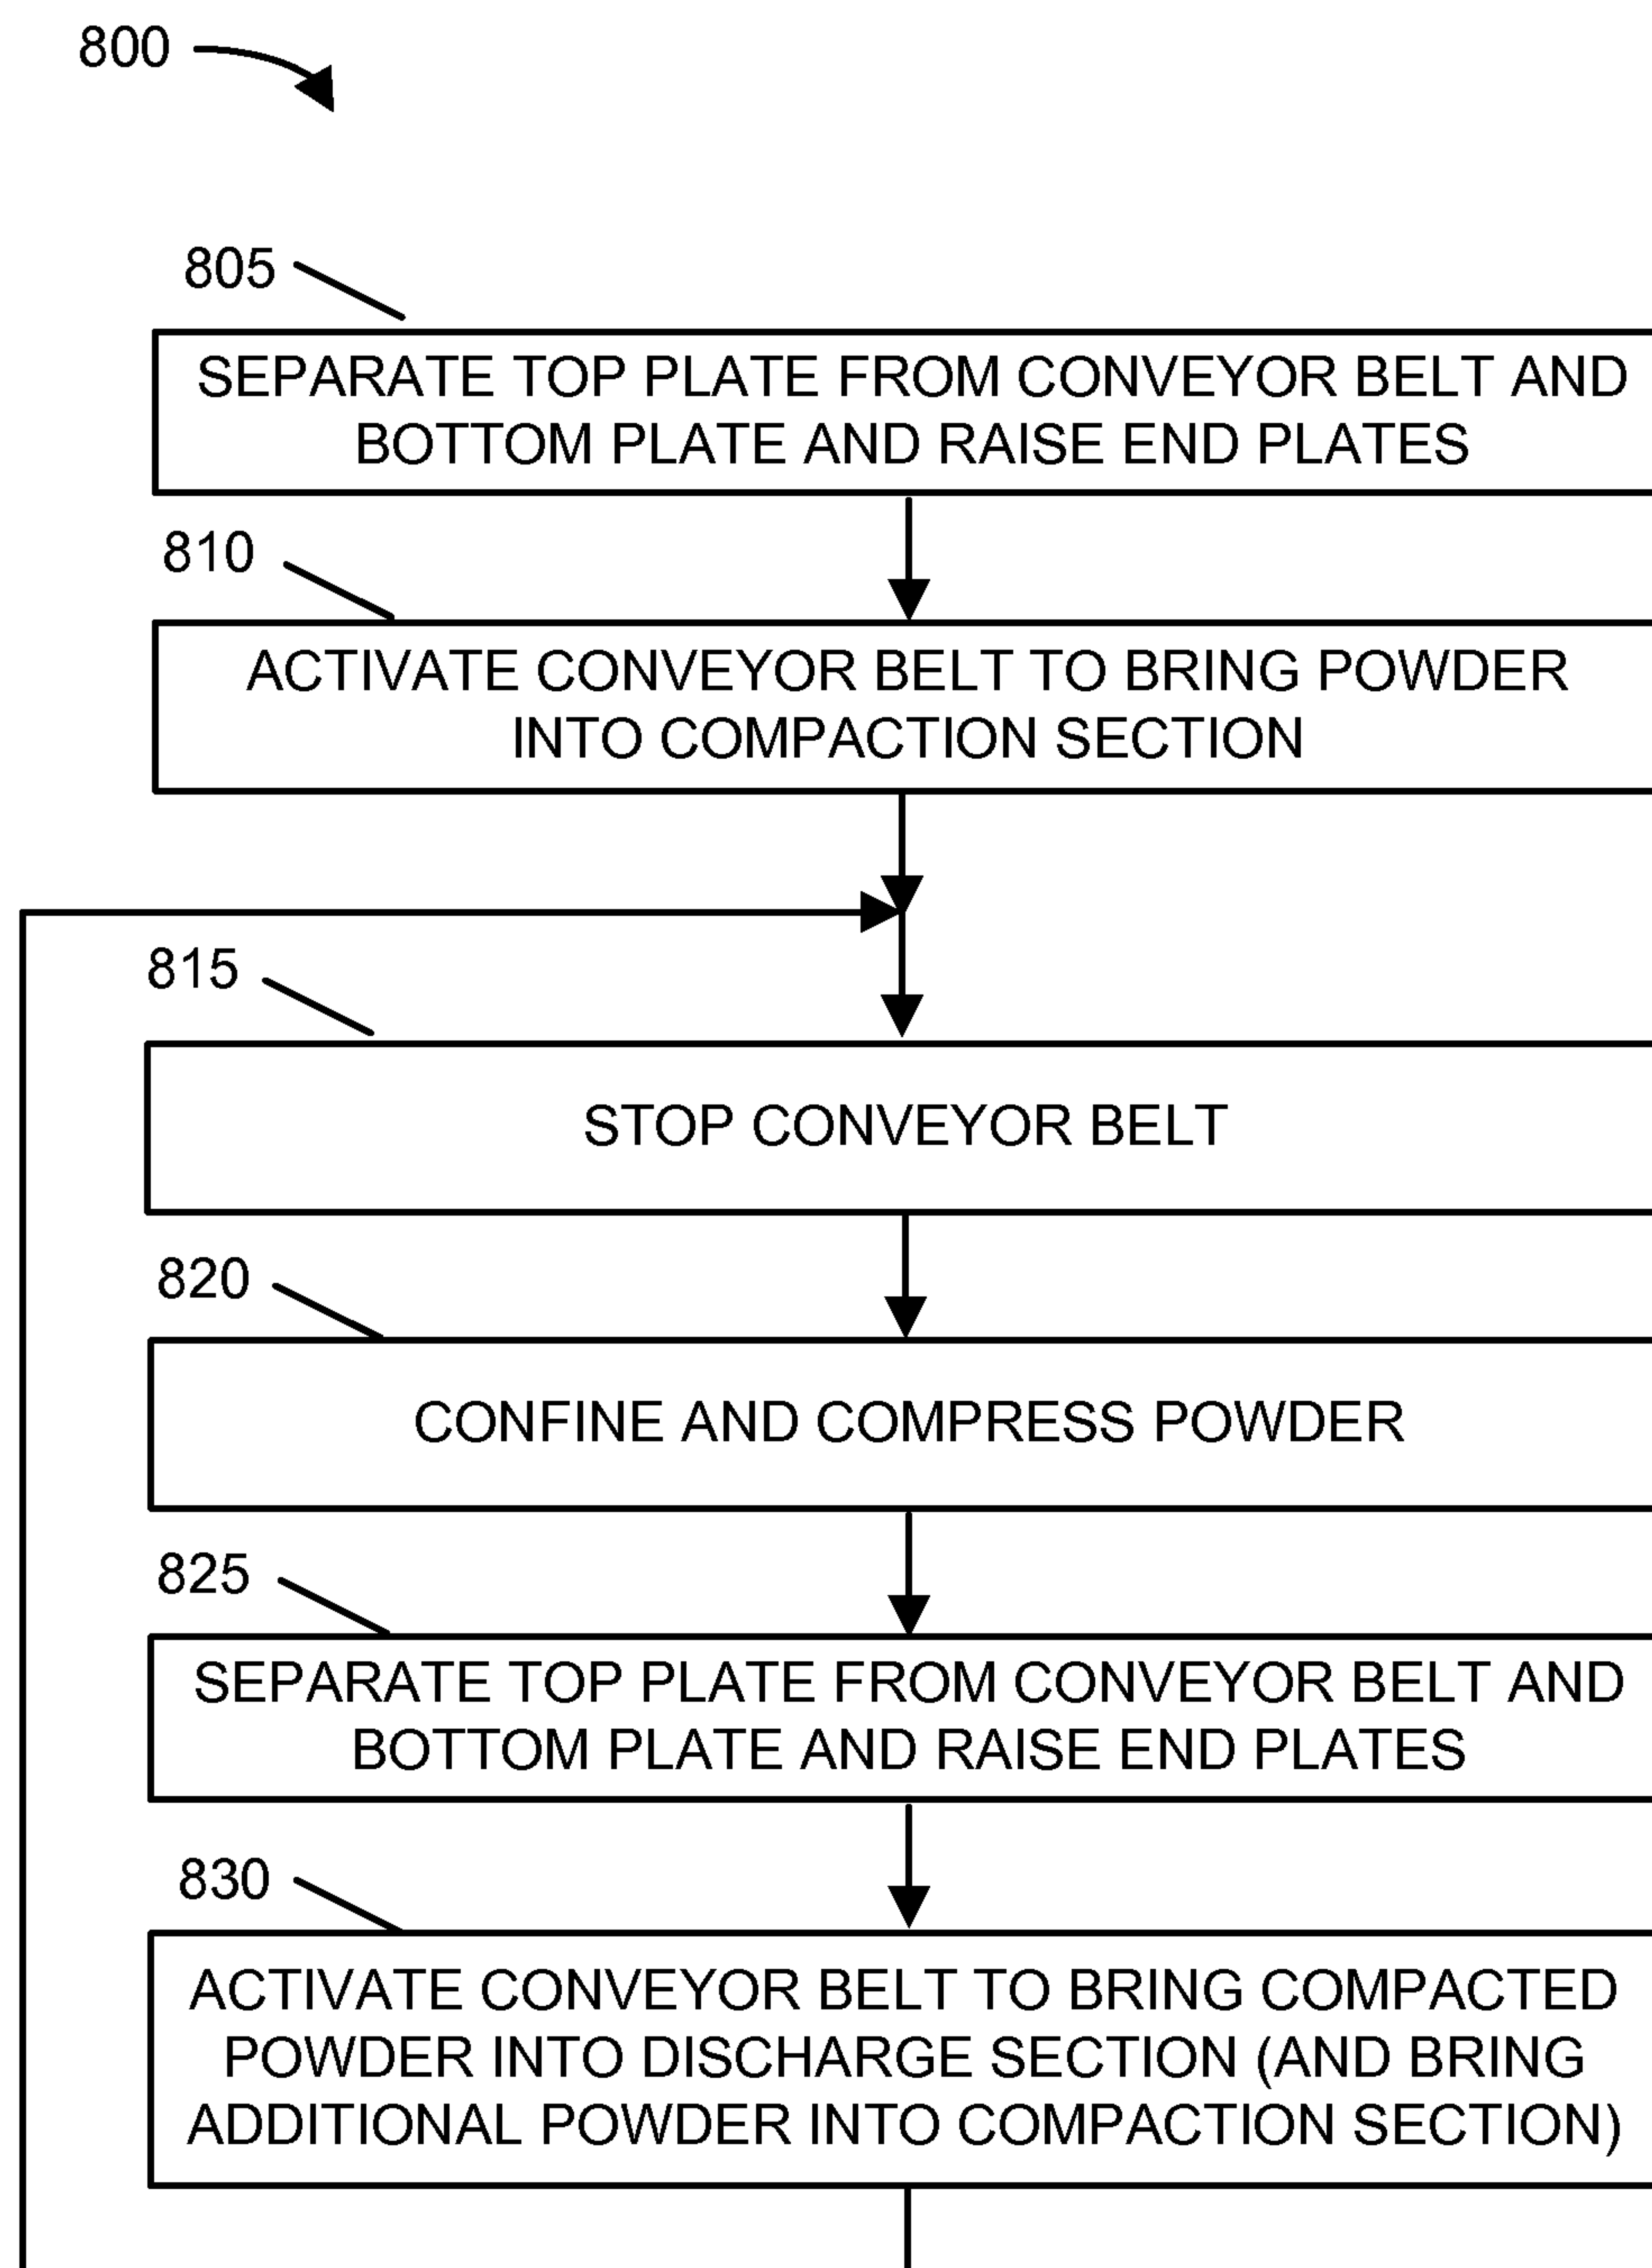 800
805
SEPARATE TOP PLATE FROM CONVEYOR BELT AND
BOTTOM PLATE AND RAISE END PLATES
810
ACTIVATE CONVEYOR BELT TO BRING POWDER
INTO COMPACTION SECTION
815
STOP CONVEYOR BELT
820
CONFINE AND COMPRESS POWDER
825
SEPARATE TOP PLATE FROM CONVEYOR BELT AND
BOTTOM PLATE AND RAISE END PLATES
830
ACTIVATE CONVEYOR BELT TO BRING COMPACTED
POWDER INTO DISCHARGE SECTION (AND BRING
ADDITIONAL POWDER INTO COMPACTION SECTION)